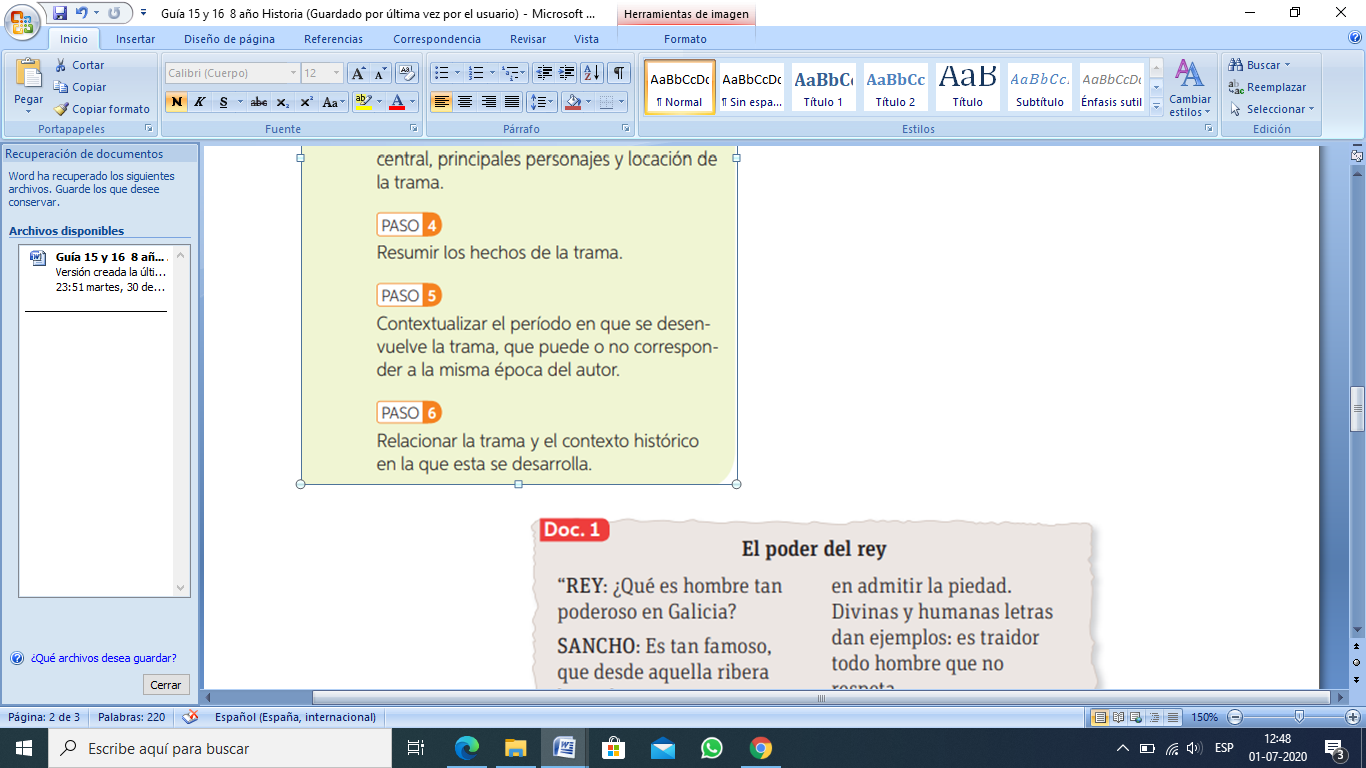 Guía 15 y 16  8 año Historia (Guardado por última vez por el usuario) - Microsoft ...
Herramientas de imagen
Inicio Insertar Diseño de página Referencias Correspondencia Revisar Vista Formato
Pegar
Cortar
Copiar
Copiar formato
Portapapeles
Calibri (Cuerpo) 12
N K S abc X₂ X² Aa
Fuente
Párrafo
AaBbCcDc AaBbCcDc AaBbCc AaBbCc AaB AaBbCc. AaBbCcDc
¶ Normal ¶ Sin espa... Título 1 Título 2 Título Subtítulo Énfasis sutil
Cambiar
estilos
Estilos
Buscar
Reemplazar
Seleccionar
Edición
Recuperación de documentos
Word ha recuperado los siguientes
archivos. Guarde los que desee
conservar.
Archivos disponibles
Guía 15 y 16  8 añ...
Versión creada la últi...
23:51 martes, 30 de...
¿Qué archivos desea guardar?
Cerrar
central, principales personajes y locación de
la trama.
PASO 4
Resumir los hechos de la trama.
PASO 5
Contextualizar el período en que se desen-
vuelve la trama, que puede o no correspon-
der a la misma época del autor.
PASO 6
Relacionar la trama y el contexto histórico
en la que esta se desarrolla.
Doc. 1
El poder del rey
“REY: ¿Qué es hombre tan
poderoso en Galicia?
SANCHO: Es tan famoso,
que desde aquella ribera
en admitir la piedad.
Divinas y humanas letras
dan ejemplos: es traidor
todo hombre que no
respeta
Página: 2 de 3 Palabras: 220 Español (España, internacional) 150%
Escribe aquí para buscar
ESP
12:48
01-07-2020
3